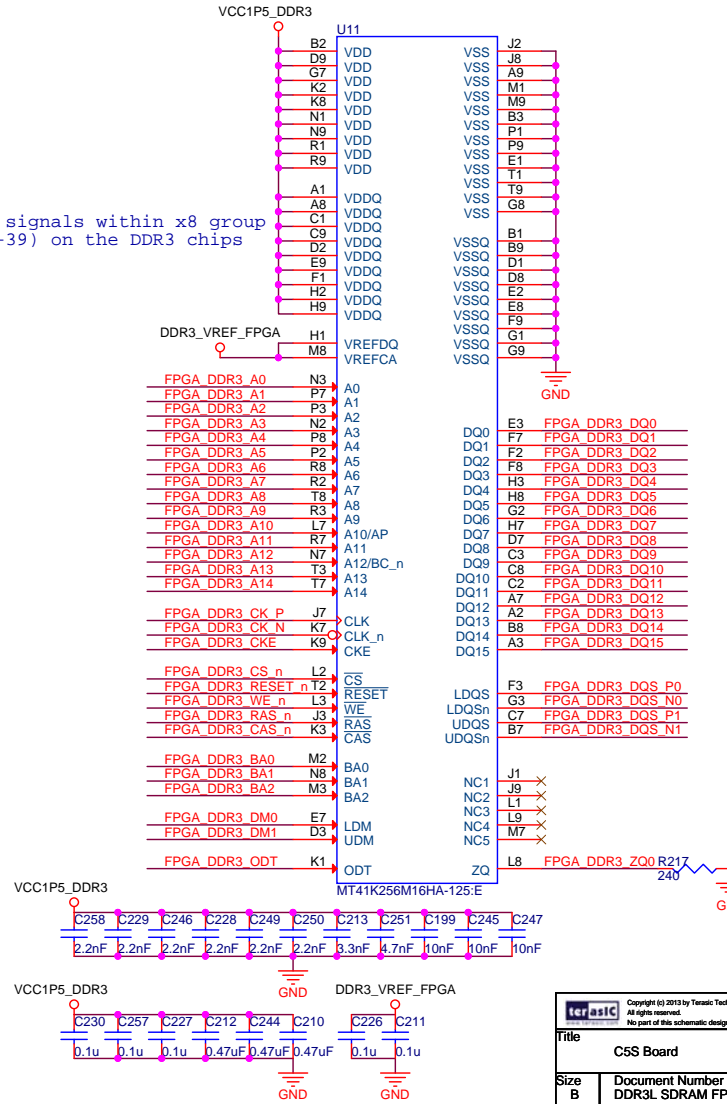 VCC1P5_DDR3
U11
B2 VDD VSS J2
D9 VDD VSS J8
G7 VDD VSS A9
K2 VDD VSS M1
K8 VDD VSS M9
N1 VDD VSS B3
N9 VDD VSS P1
R1 VDD VSS P9
R9 VDD VSS E1
VSS T1
A1 VDDQ VSS T9
A8 VDDQ VSS G8
signals within x8 group
C1 VDDQ
C9 VDDQ VSSQ B1
-39) on the DDR3 chips
D2 VDDQ VSSQ B9
E9 VDDQ VSSQ D1
F1 VDDQ VSSQ D8
H2 VDDQ VSSQ E2
H9 VDDQ VSSQ E8
VSSQ F9
DDR3_VREF_FPGA
H1 VREFDQ VSSQ G1
M8 VREFCA VSSQ G9
GND
FPGA_DDR3_A0 N3 A0
FPGA_DDR3_A1 P7 A1
FPGA_DDR3_A2 P3 A2
FPGA_DDR3_A3 N2 A3 DQ0 E3 FPGA_DDR3_DQ0
FPGA_DDR3_A4 P8 A4 DQ1 F7 FPGA_DDR3_DQ1
FPGA_DDR3_A5 P2 A5 DQ2 F2 FPGA_DDR3_DQ2
FPGA_DDR3_A6 R8 A6 DQ3 F8 FPGA_DDR3_DQ3
FPGA_DDR3_A7 R2 A7 DQ4 H3 FPGA_DDR3_DQ4
FPGA_DDR3_A8 T8 A8 DQ5 H8 FPGA_DDR3_DQ5
FPGA_DDR3_A9 R3 A9 DQ6 G2 FPGA_DDR3_DQ6
FPGA_DDR3_A10 L7 A10/AP DQ7 H7 FPGA_DDR3_DQ7
FPGA_DDR3_A11 R7 A11 DQ8 D7 FPGA_DDR3_DQ8
FPGA_DDR3_A12 N7 A12/BC_n DQ9 C3 FPGA_DDR3_DQ9
FPGA_DDR3_A13 T3 A13 DQ10 C8 FPGA_DDR3_DQ10
FPGA_DDR3_A14 T7 A14 DQ11 C2 FPGA_DDR3_DQ11
DQ12 A7 FPGA_DDR3_DQ12
FPGA_DDR3_CK_P J7 CLK DQ13 A2 FPGA_DDR3_DQ13
FPGA_DDR3_CK_N K7 CLK_n DQ14 B8 FPGA_DDR3_DQ14
FPGA_DDR3_CKE K9 CKE DQ15 A3 FPGA_DDR3_DQ15
FPGA_DDR3_CS_n L2 CS
FPGA_DDR3_RESET_n T2 RESET LDQS F3 FPGA_DDR3_DQS_P0
FPGA_DDR3_WE_n L3 WE LDQSn G3 FPGA_DDR3_DQS_N0
FPGA_DDR3_RAS_n J3 RAS UDQS C7 FPGA_DDR3_DQS_P1
FPGA_DDR3_CAS_n K3 CAS UDQSn B7 FPGA_DDR3_DQS_N1
FPGA_DDR3_BA0 M2 BA0
FPGA_DDR3_BA1 N8 BA1 NC1 J1
FPGA_DDR3_BA2 M3 BA2 NC2 J9
NC3 L1
FPGA_DDR3_DM0 E7 LDM NC4 L9
FPGA_DDR3_DM1 D3 UDM NC5 M7
FPGA_DDR3_ODT K1 ODT ZQ L8 FPGA_DDR3_ZQ0 R217
240
MT41K256M16HA-125:E
VCC1P5_DDR3
C258 C229 C246 C228 C249 C250 C213 C251 C199 C245 C247
2.2nF 2.2nF 2.2nF 2.2nF 2.2nF 2.2nF 3.3nF 4.7nF 10nF 10nF 10nF
GND
VCC1P5_DDR3 DDR3_VREF_FPGA
C230 C257 C227 C212 C244 C210 C226 C211
0.1u 0.1u 0.1u 0.47uF 0.47uF 0.47uF 0.1u 0.1u
GND GND
terasIC
www.terasic.com
Copyright (c) 2013 by Terasic Tech
All rights reserved.
No part of this schematic design
Title
C5S Board
Size Document Number
B DDR3L SDRAM FP